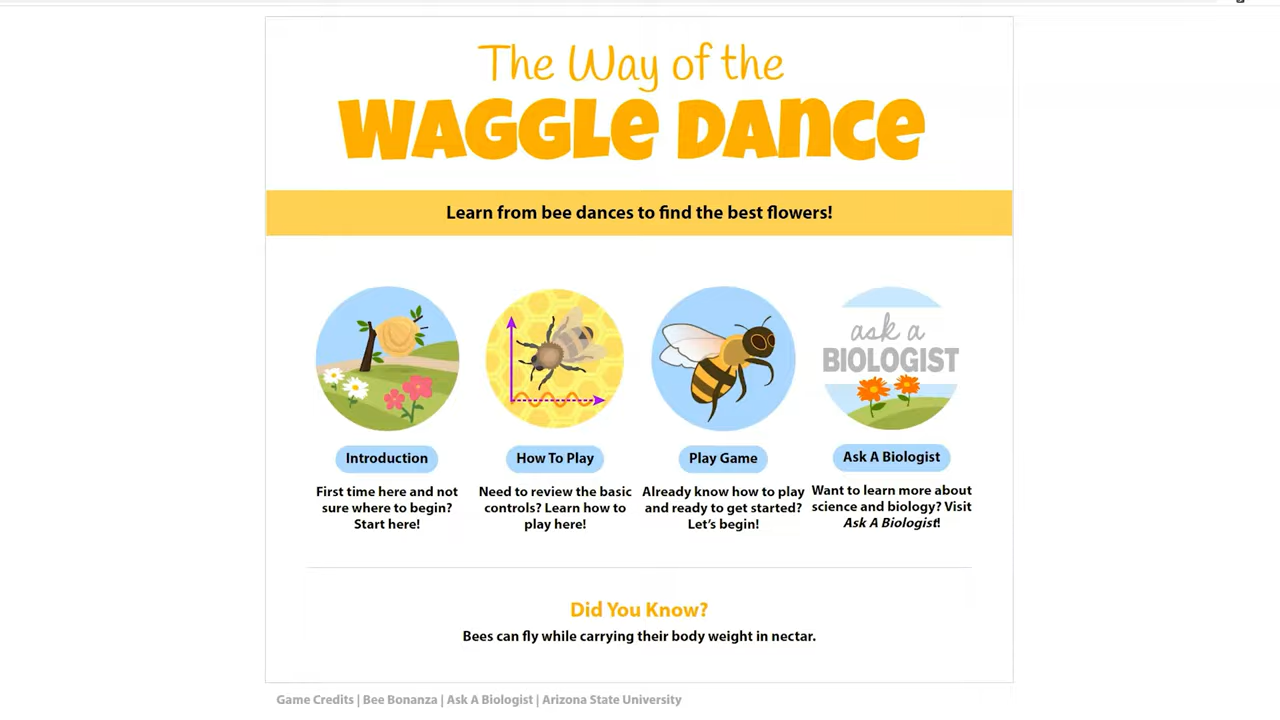 The Way of the
WAGGLE DANCE
Learn from bee dances to find the best flowers!
ask a
BIOLOGIST
Introduction
First time here and not
sure where to begin?
Start here!
How To Play
Need to review the basic
controls? Learn how to
play here!
Play Game
Already know how to play
and ready to get started?
Let's begin!
Ask A Biologist
Want to learn more about
science and biology? Visit
Ask A Biologist!
Did You Know?
Bees can fly while carrying their body weight in nectar.
Game Credits | Bee Bonanza | Ask A Biologist | Arizona State University